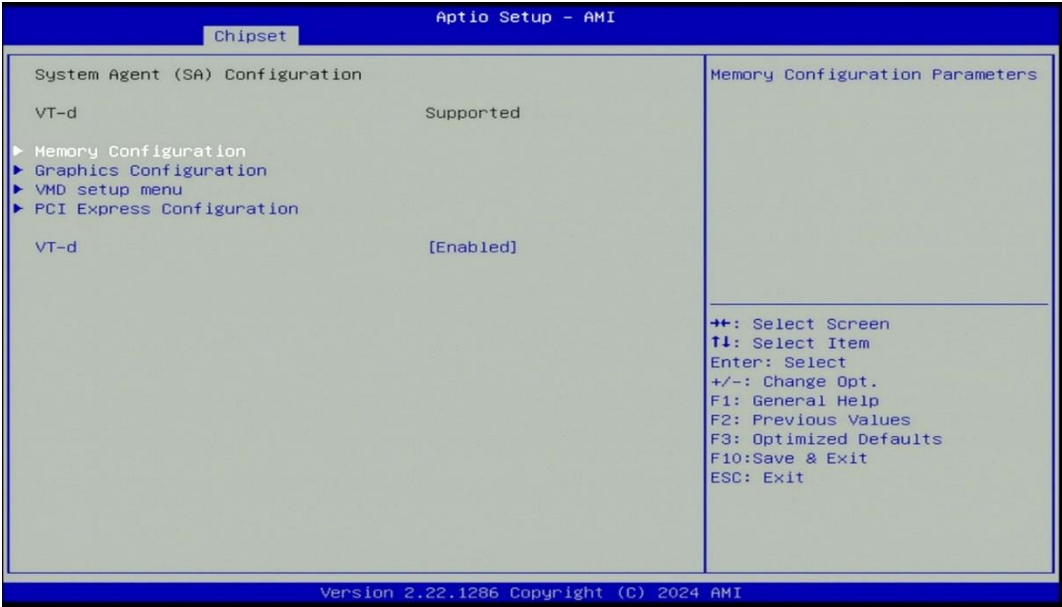 Aptio Setup – AMI
Chipset
System Agent (SA) Configuration
VT-d Supported
► Memory Configuration
► Graphics Configuration
► VMD setup menu
► PCI Express Configuration
VT-d [Enabled]
Memory Configuration Parameters
→←: Select Screen
↑↓: Select Item
Enter: Select
+/-: Change Opt.
F1: General Help
F2: Previous Values
F3: Optimized Defaults
F10:Save & Exit
ESC: Exit
Version 2.22.1286 Copyright (C) 2024 AMI